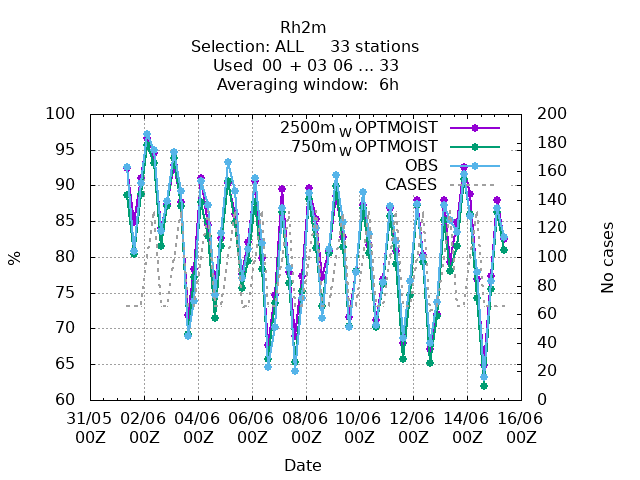 Rh2m
Selection: ALL 33 stations
Used 00 + 03 06 ... 33
Averaging window: 6h
100 200
95 180
90 160
85 140
80 120
75 100
70 80
65 60
60 40
20
0
% No cases
2500m W OPTMOIST
750m W OPTMOIST
OBS
CASES
31/05 02/06 04/06 06/06 08/06 10/06 12/06 14/06 16/06
00Z 00Z 00Z 00Z 00Z 00Z 00Z 00Z 00Z
Date